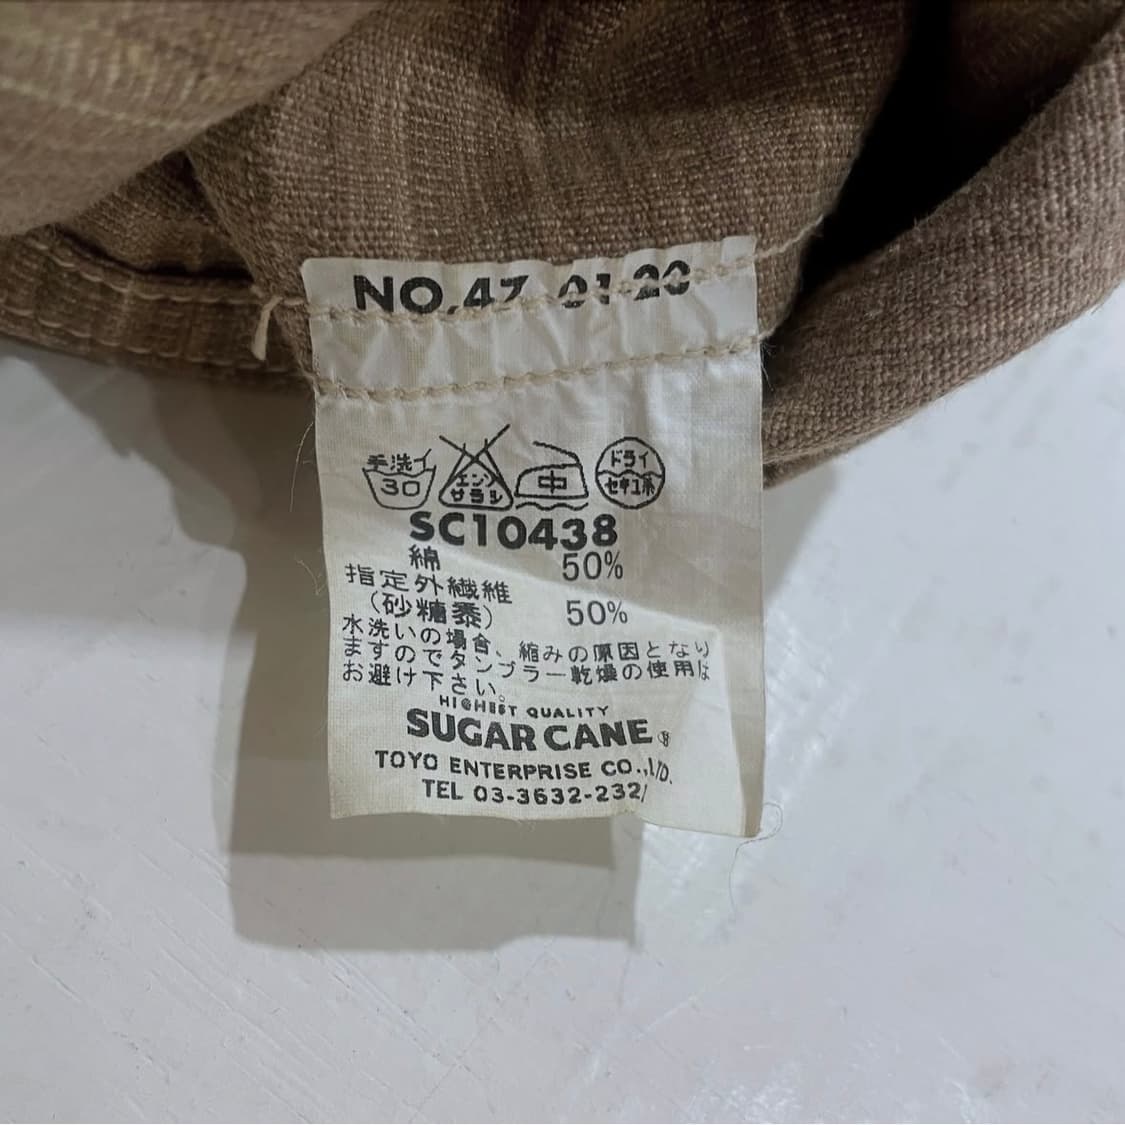 NO.47 01-20
手洗イ 30 エンソ サラシ 中 ドライ セキユ系
SC10438
綿 50%
指定外繊維
(砂糖黍) 50%
水洗いの場合、縮みの原因となり
ますのでタンブラー乾燥の使用は
お避け下さい。
HIGHEST QUALITY
SUGAR CANE®
TOYO ENTERPRISE CO.,LTD.
TEL 03-3632-2321